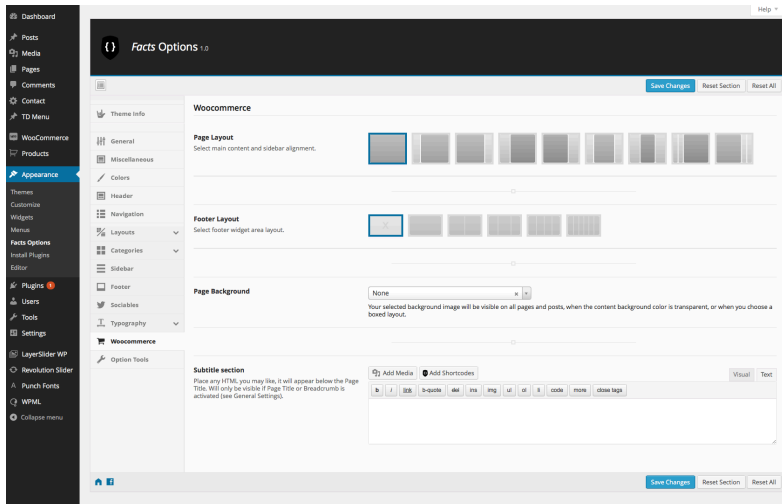 Help
Dashboard
Posts
Media
Pages
Comments
Contact
TD Menu
WooCommerce
Products
Appearance
Themes
Customize
Widgets
Menus
Facts Options
Install Plugins
Editor
Plugins 1
Users
Tools
Settings
LayerSlider WP
Revolution Slider
Punch Fonts
WPML
Collapse menu
{} Facts Options 1.0
Save Changes Reset Section Reset All
Theme Info
General
Miscellaneous
Colors
Header
Navigation
Layouts
Categories
Sidebar
Footer
Sociables
Typography
Woocommerce
Option Tools
Woocommerce
Page Layout
Select main content and sidebar alignment.
Footer Layout
Select footer widget area layout.
Page Background
None
Your selected background image will be visible on all pages and posts, when the content background color is transparent, or when you choose a
boxed layout.
Subtitle section
Place any HTML you may like, it will appear below the Page
Title. Will only be visible if Page Title or Breadcrumb is
activated (see General Settings).
Add Media Add Shortcodes
Visual Text
b i link b-quote del ins img ul ol li code more close tags
Save Changes Reset Section Reset All